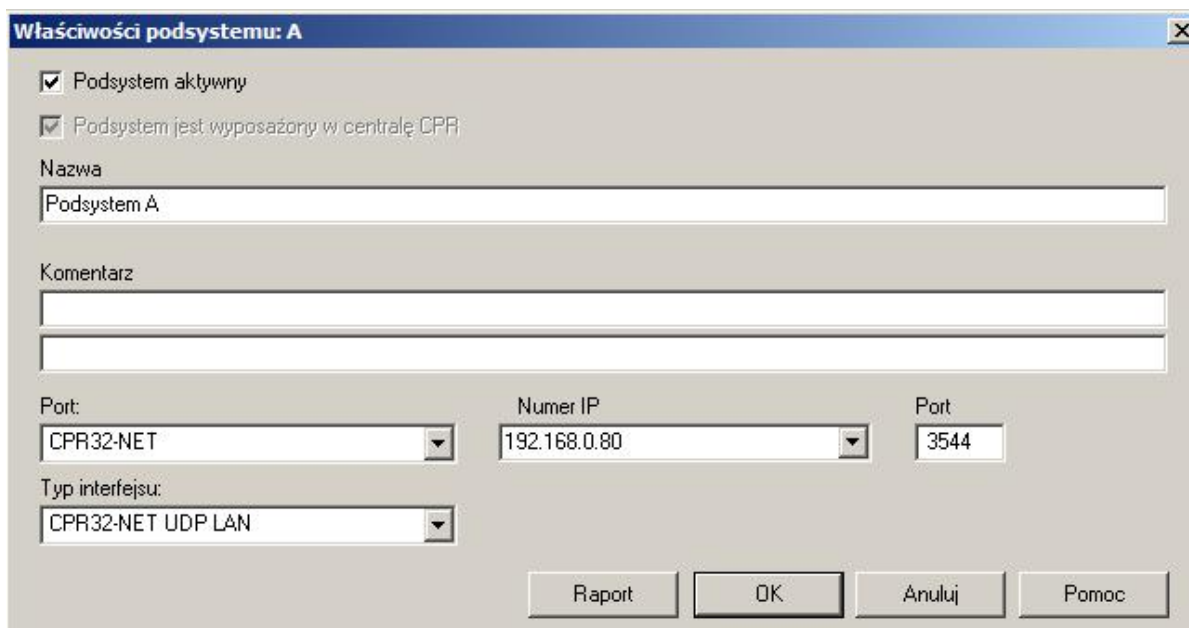 Właściwości podsystemu: A
Podsystem aktywny
Podsystem jest wyposażony w centralę CPR
Nazwa
Podsystem A
Komentarz
Port: Numer IP Port
CPR32-NET 192.168.0.80 3544
Typ interfejsu:
CPR32-NET UDP LAN
Raport OK Anuluj Pomoc